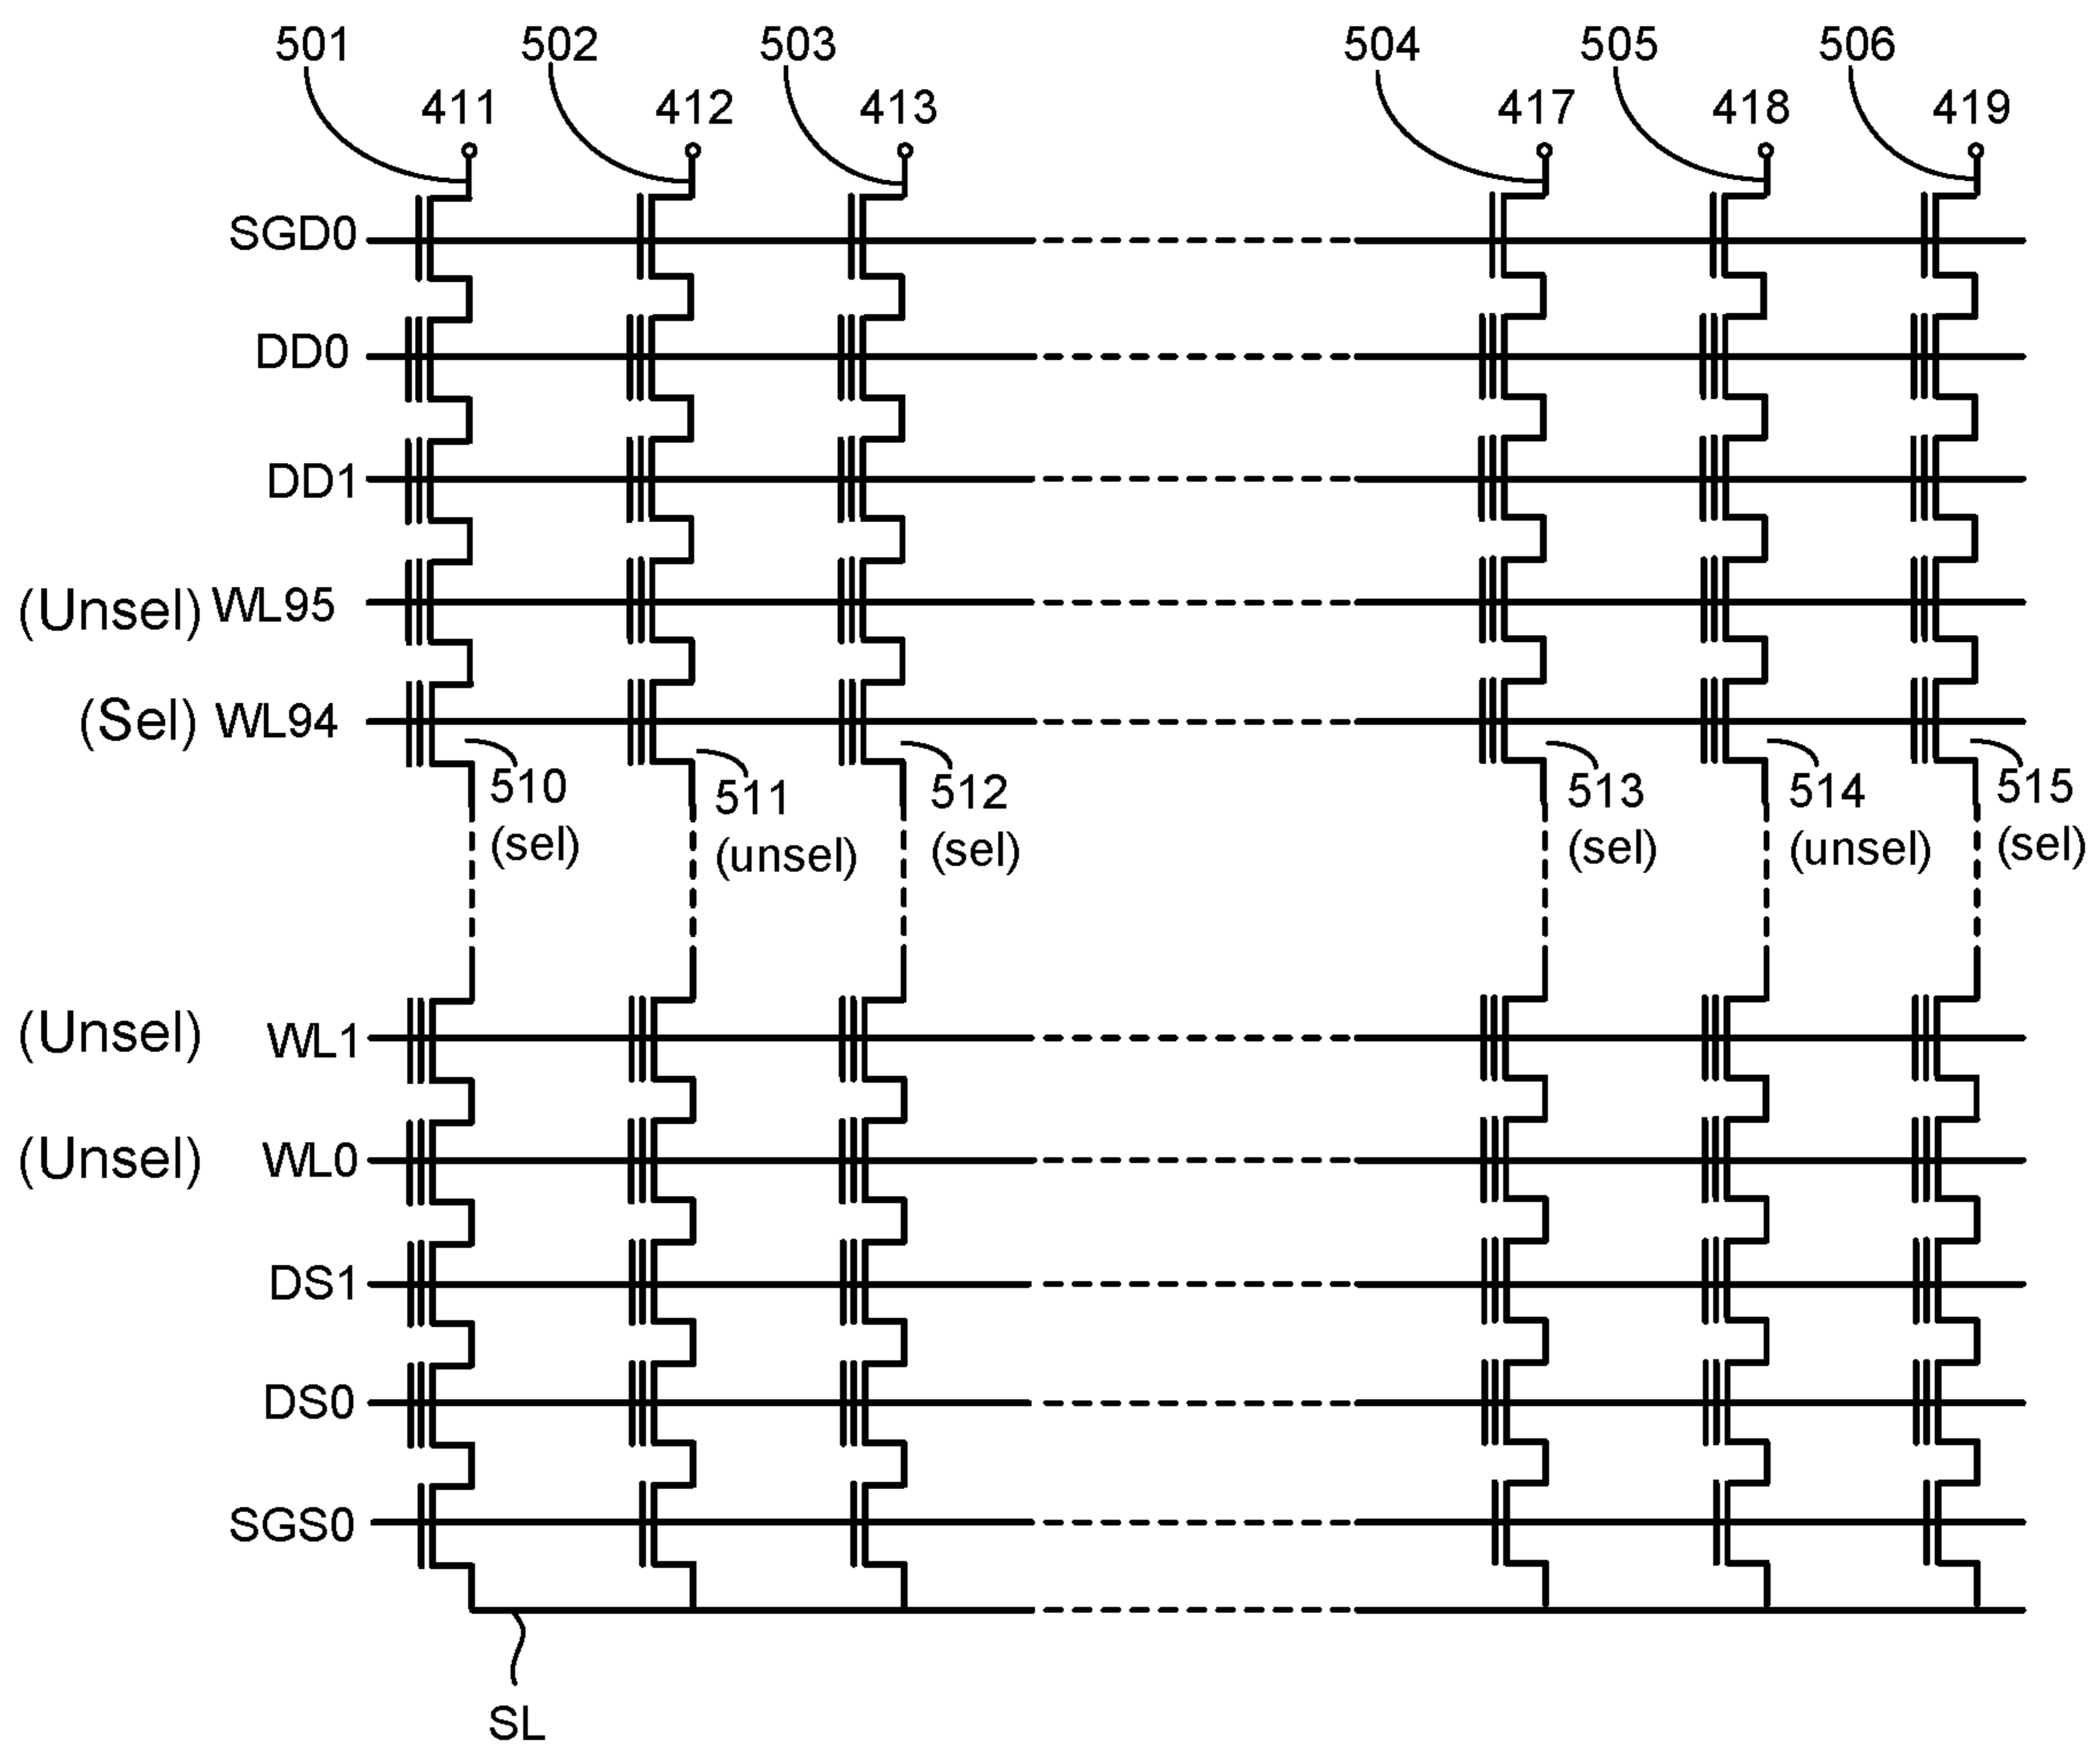 501 502 503 504 505 506
411 412 413 417 418 419
SGD0
DD0
DD1
(Unsel) WL95
(Sel) WL94
510 511 512 513 514 515
(sel) (unsel) (sel) (sel) (unsel) (sel)
(Unsel) WL1
(Unsel) WL0
DS1
DS0
SGS0
SL